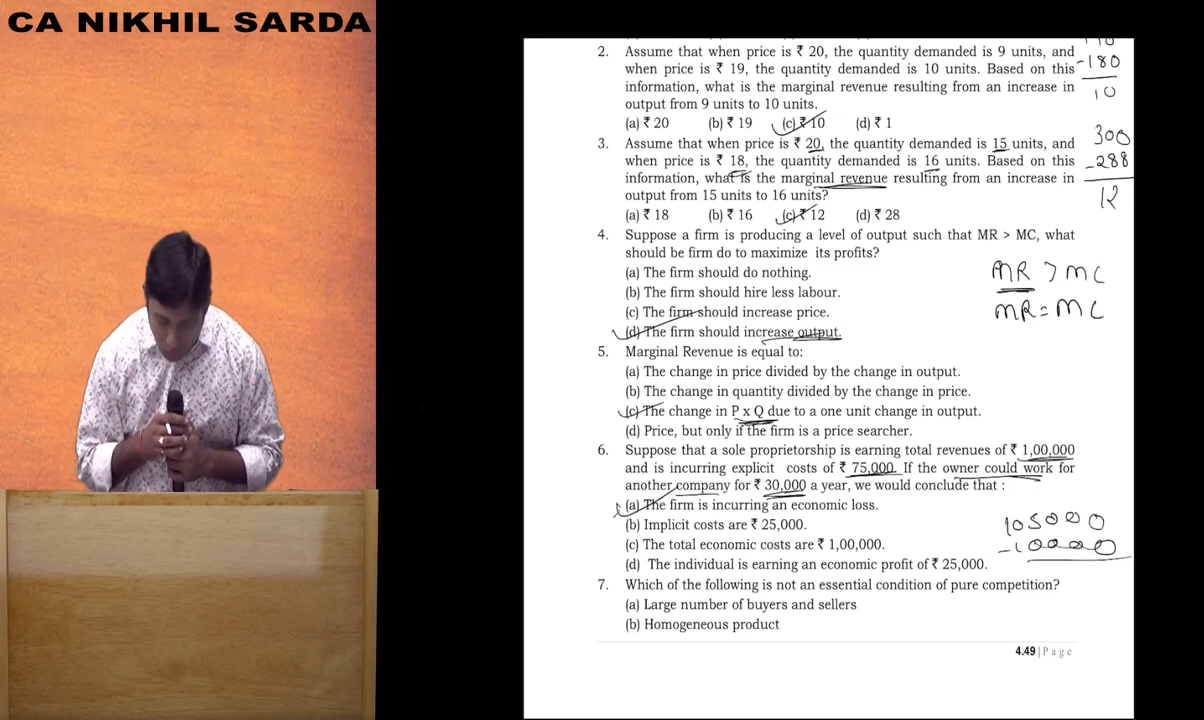 CA NIKHIL SARDA
2. Assume that when price is ₹ 20, the quantity demanded is 9 units, and
when price is ₹ 19, the quantity demanded is 10 units. Based on this
information, what is the marginal revenue resulting from an increase in
output from 9 units to 10 units.
(a) ₹ 20 (b) ₹ 19 (c) ₹ 10 (d) ₹ 1
-180
10
3. Assume that when price is ₹ 20, the quantity demanded is 15 units, and
when price is ₹ 18, the quantity demanded is 16 units. Based on this
information, what is the marginal revenue resulting from an increase in
output from 15 units to 16 units?
(a) ₹ 18 (b) ₹ 16 (c) ₹ 12 (d) ₹ 28
300
-288
12
4. Suppose a firm is producing a level of output such that MR > MC, what
should be firm do to maximize its profits?
(a) The firm should do nothing.
(b) The firm should hire less labour.
(c) The firm should increase price.
(d) The firm should increase output.
MR > MC
MR = MC
5. Marginal Revenue is equal to:
(a) The change in price divided by the change in output.
(b) The change in quantity divided by the change in price.
(c) The change in P x Q due to a one unit change in output.
(d) Price, but only if the firm is a price searcher.
6. Suppose that a sole proprietorship is earning total revenues of ₹ 1,00,000
and is incurring explicit costs of ₹ 75,000. If the owner could work for
another company for ₹ 30,000 a year, we would conclude that :
(a) The firm is incurring an economic loss.
(b) Implicit costs are ₹ 25,000.
(c) The total economic costs are ₹ 1,00,000.
(d) The individual is earning an economic profit of ₹ 25,000.
105000
-10000
7. Which of the following is not an essential condition of pure competition?
(a) Large number of buyers and sellers
(b) Homogeneous product
4.49 | Page